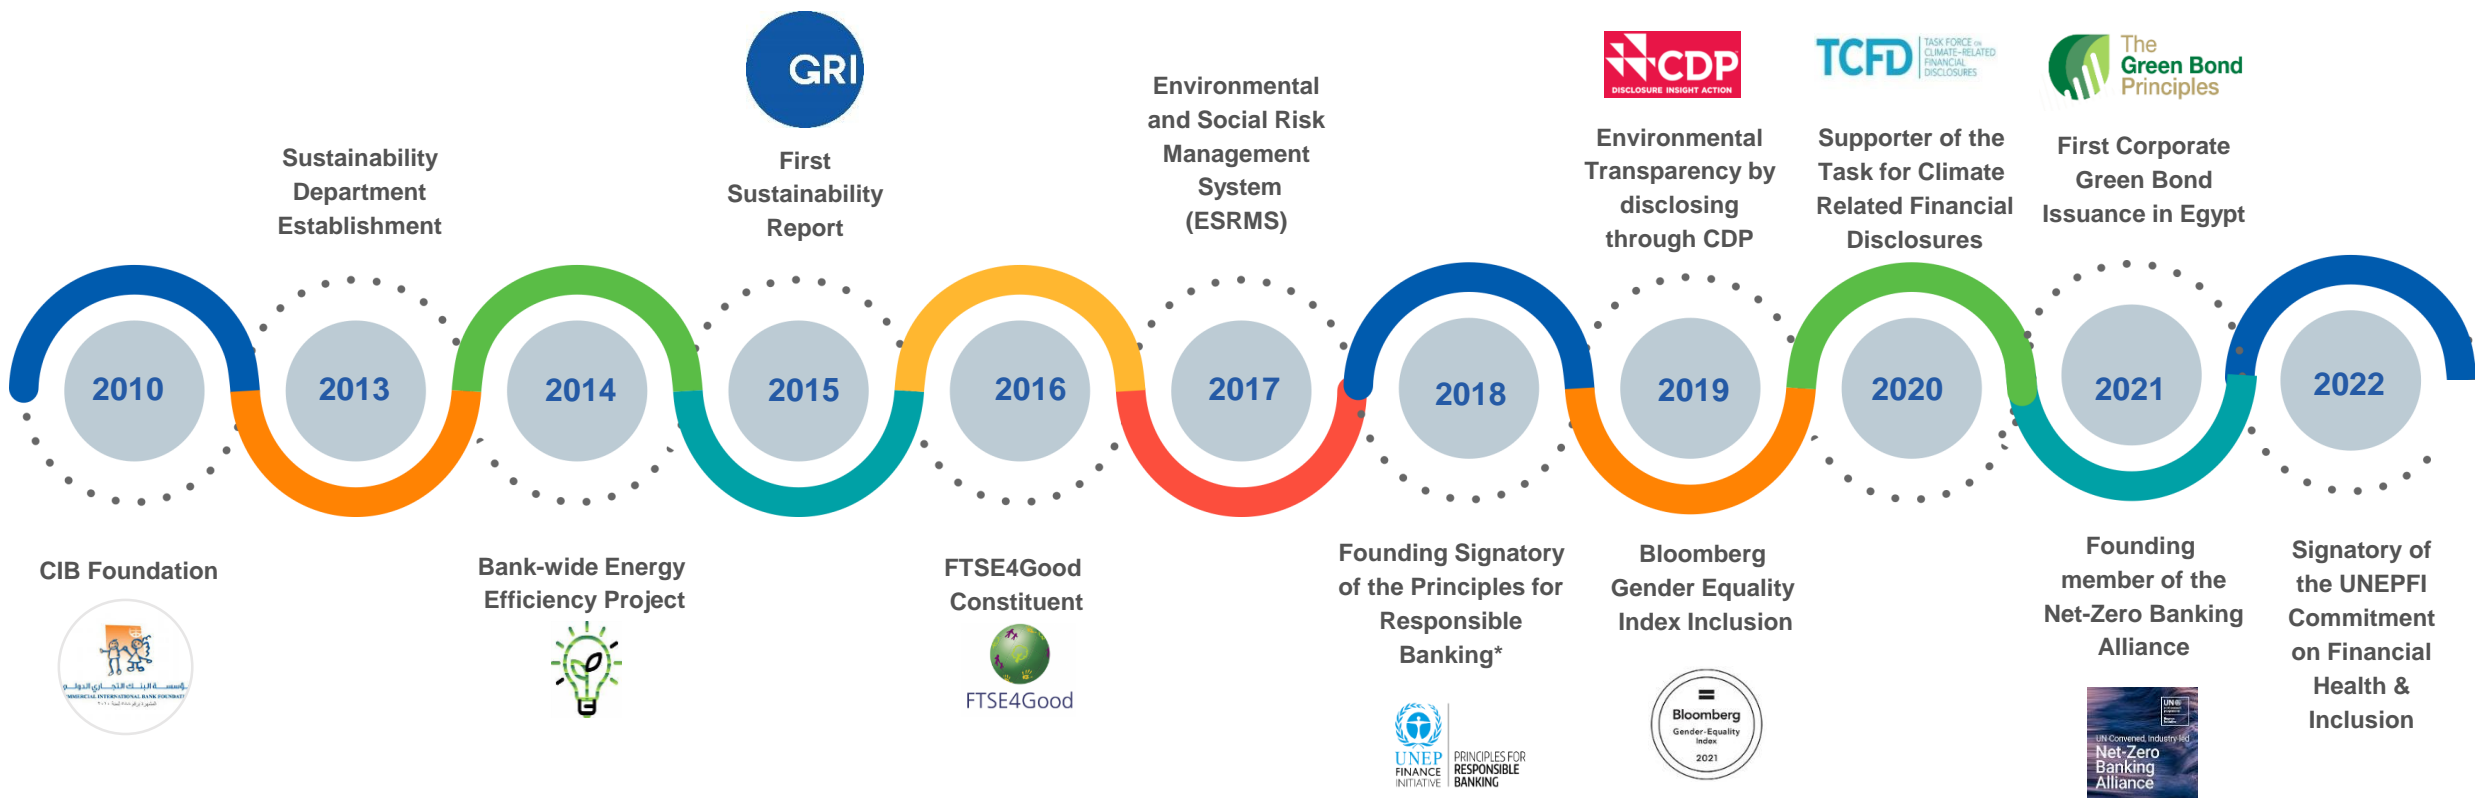 2010
CIB Foundation
COMMERCIAL INTERNATIONAL BANK FOUNDATI
Sustainability
Department
Establishment
2013
2014
Bank-wide Energy
Efficiency Project
GRI
First
Sustainability
Report
2015
2016
FTSE4Good
Constituent
FTSE4Good
Environmental
and Social Risk
Management
System
(ESRMS)
2017
2018
Founding Signatory
of the Principles for
Responsible
Banking*
UNEP
FINANCE
INITIATIVE
PRINCIPLES FOR
RESPONSIBLE
BANKING
CDP
DISCLOSURE INSIGHT ACTION
Environmental
Transparency by
disclosing
through CDP
2019
Bloomberg
Gender Equality
Index Inclusion
Bloomberg
Gender-Equality
Index
2021
TCFD
TASK FORCE ON
CLIMATE-RELATED
FINANCIAL
DISCLOSURES
Supporter of the
Task for Climate
Related Financial
Disclosures
2020
The
Green Bond
Principles
First Corporate
Green Bond
Issuance in Egypt
2021
Founding
member of the
Net-Zero Banking
Alliance
UN-Convened, Industry-led
Net-Zero
Banking
Alliance
2022
Signatory of
the UNEPFI
Commitment
on Financial
Health &
Inclusion